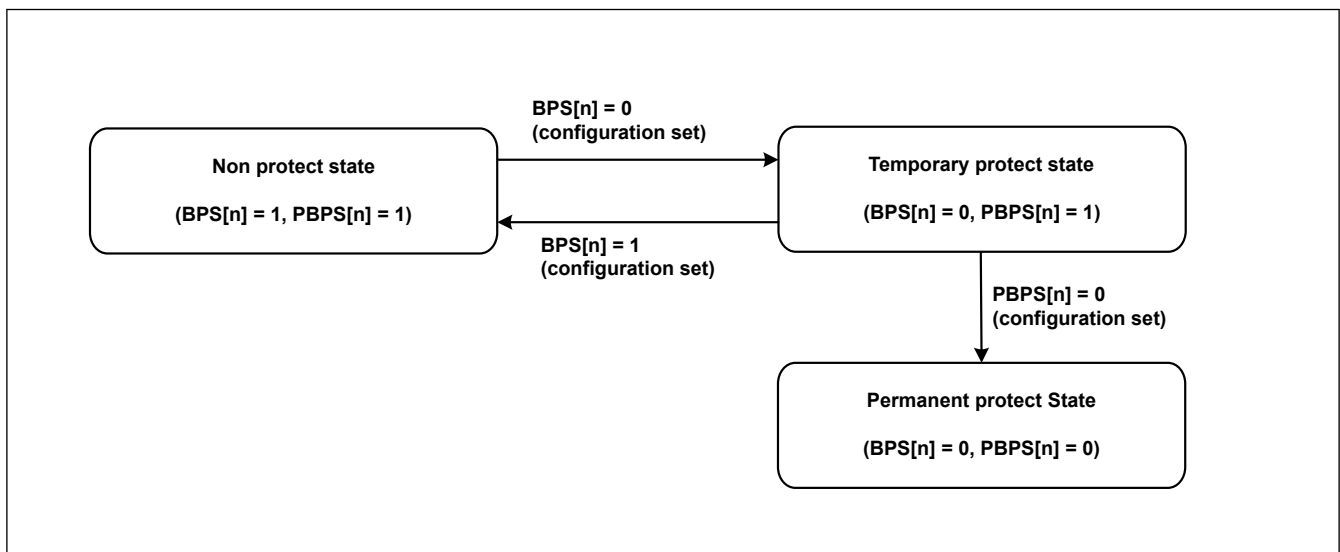 BPS[n] = 0
(configuration set)
Non protect state
(BPS[n] = 1, PBPS[n] = 1)
Temporary protect state
(BPS[n] = 0, PBPS[n] = 1)
BPS[n] = 1
(configuration set)
PBPS[n] = 0
(configuration set)
Permanent protect State
(BPS[n] = 0, PBPS[n] = 0)